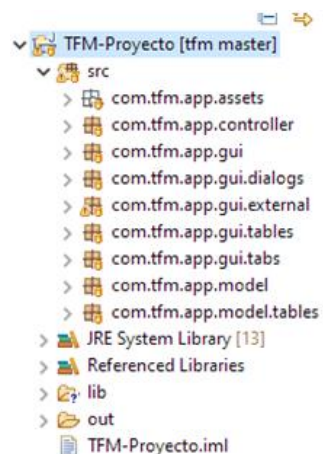 TFM-Proyecto [tfm master]
src
com.tfm.app.assets
com.tfm.app.controller
com.tfm.app.gui
com.tfm.app.gui.dialogs
com.tfm.app.gui.external
com.tfm.app.gui.tables
com.tfm.app.gui.tabs
com.tfm.app.model
com.tfm.app.model.tables
JRE System Library [13]
Referenced Libraries
lib
out
TFM-Proyecto.iml